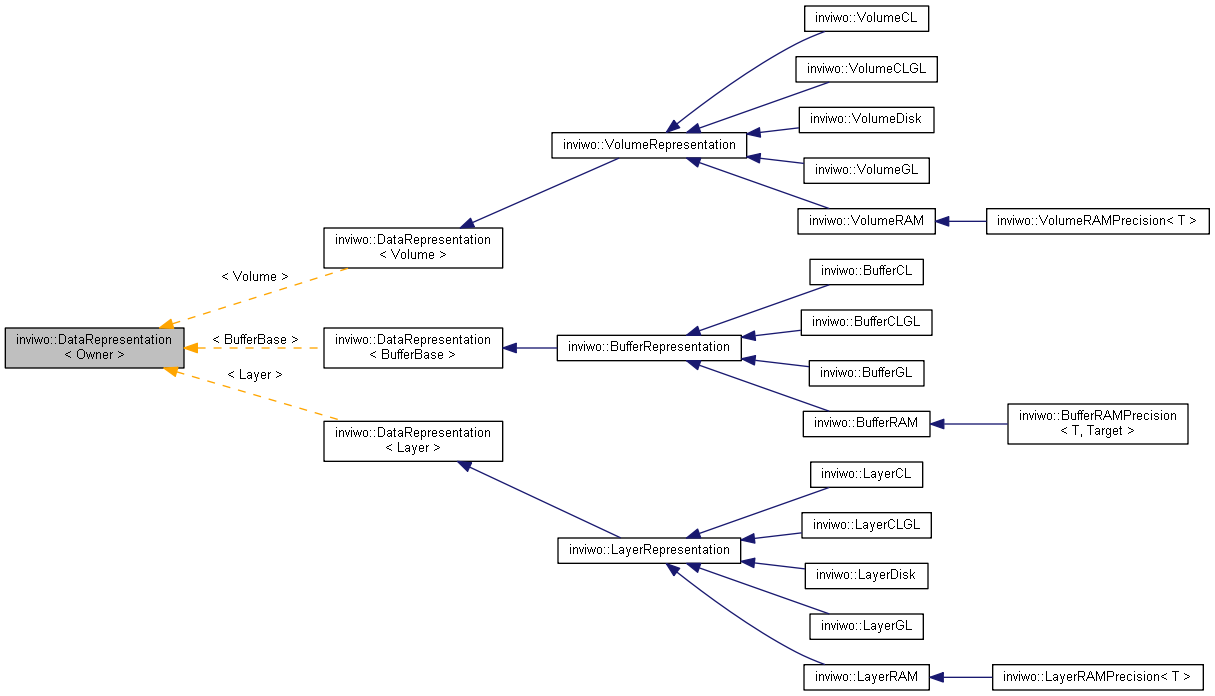 inviwo::VolumeCL
inviwo::VolumeCLGL
inviwo::VolumeDisk
inviwo::VolumeRepresentation
inviwo::VolumeGL
inviwo::VolumeRAM
inviwo::VolumeRAMPrecision< T >
inviwo::DataRepresentation
< Volume >
< Volume >
inviwo::BufferCL
inviwo::BufferCLGL
inviwo::DataRepresentation
< Owner >
< BufferBase >
inviwo::DataRepresentation
< BufferBase >
inviwo::BufferRepresentation
inviwo::BufferGL
< Layer >
inviwo::BufferRAM
inviwo::BufferRAMPrecision
< T, Target >
inviwo::DataRepresentation
< Layer >
inviwo::LayerCL
inviwo::LayerCLGL
inviwo::LayerRepresentation
inviwo::LayerDisk
inviwo::LayerGL
inviwo::LayerRAM
inviwo::LayerRAMPrecision< T >